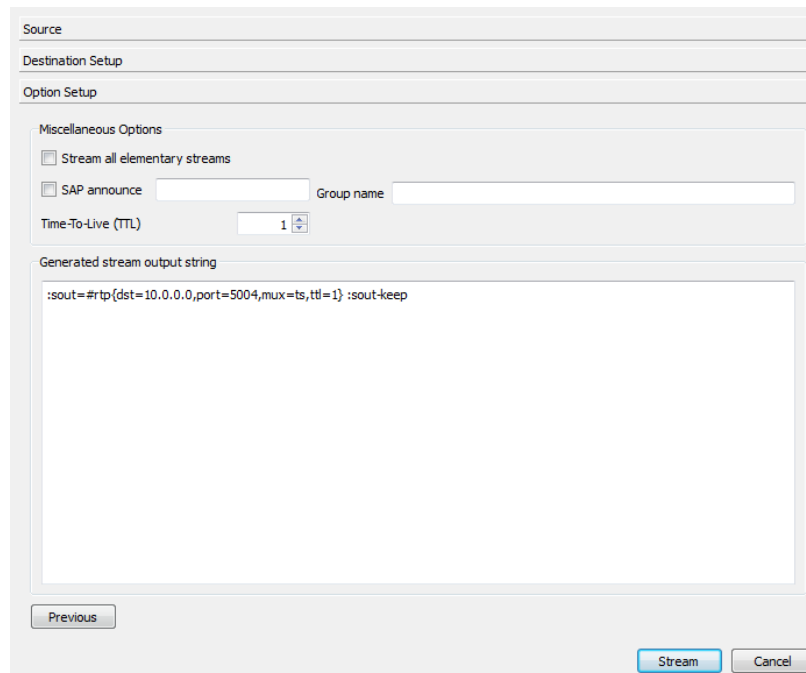 Source
Destination Setup
Option Setup
Miscellaneous Options
Stream all elementary streams
SAP announce Group name
Time-To-Live (TTL) 1
Generated stream output string
:sout=#rtp{dst=10.0.0.0,port=5004,mux=ts,ttl=1} :sout-keep
Previous
Stream Cancel